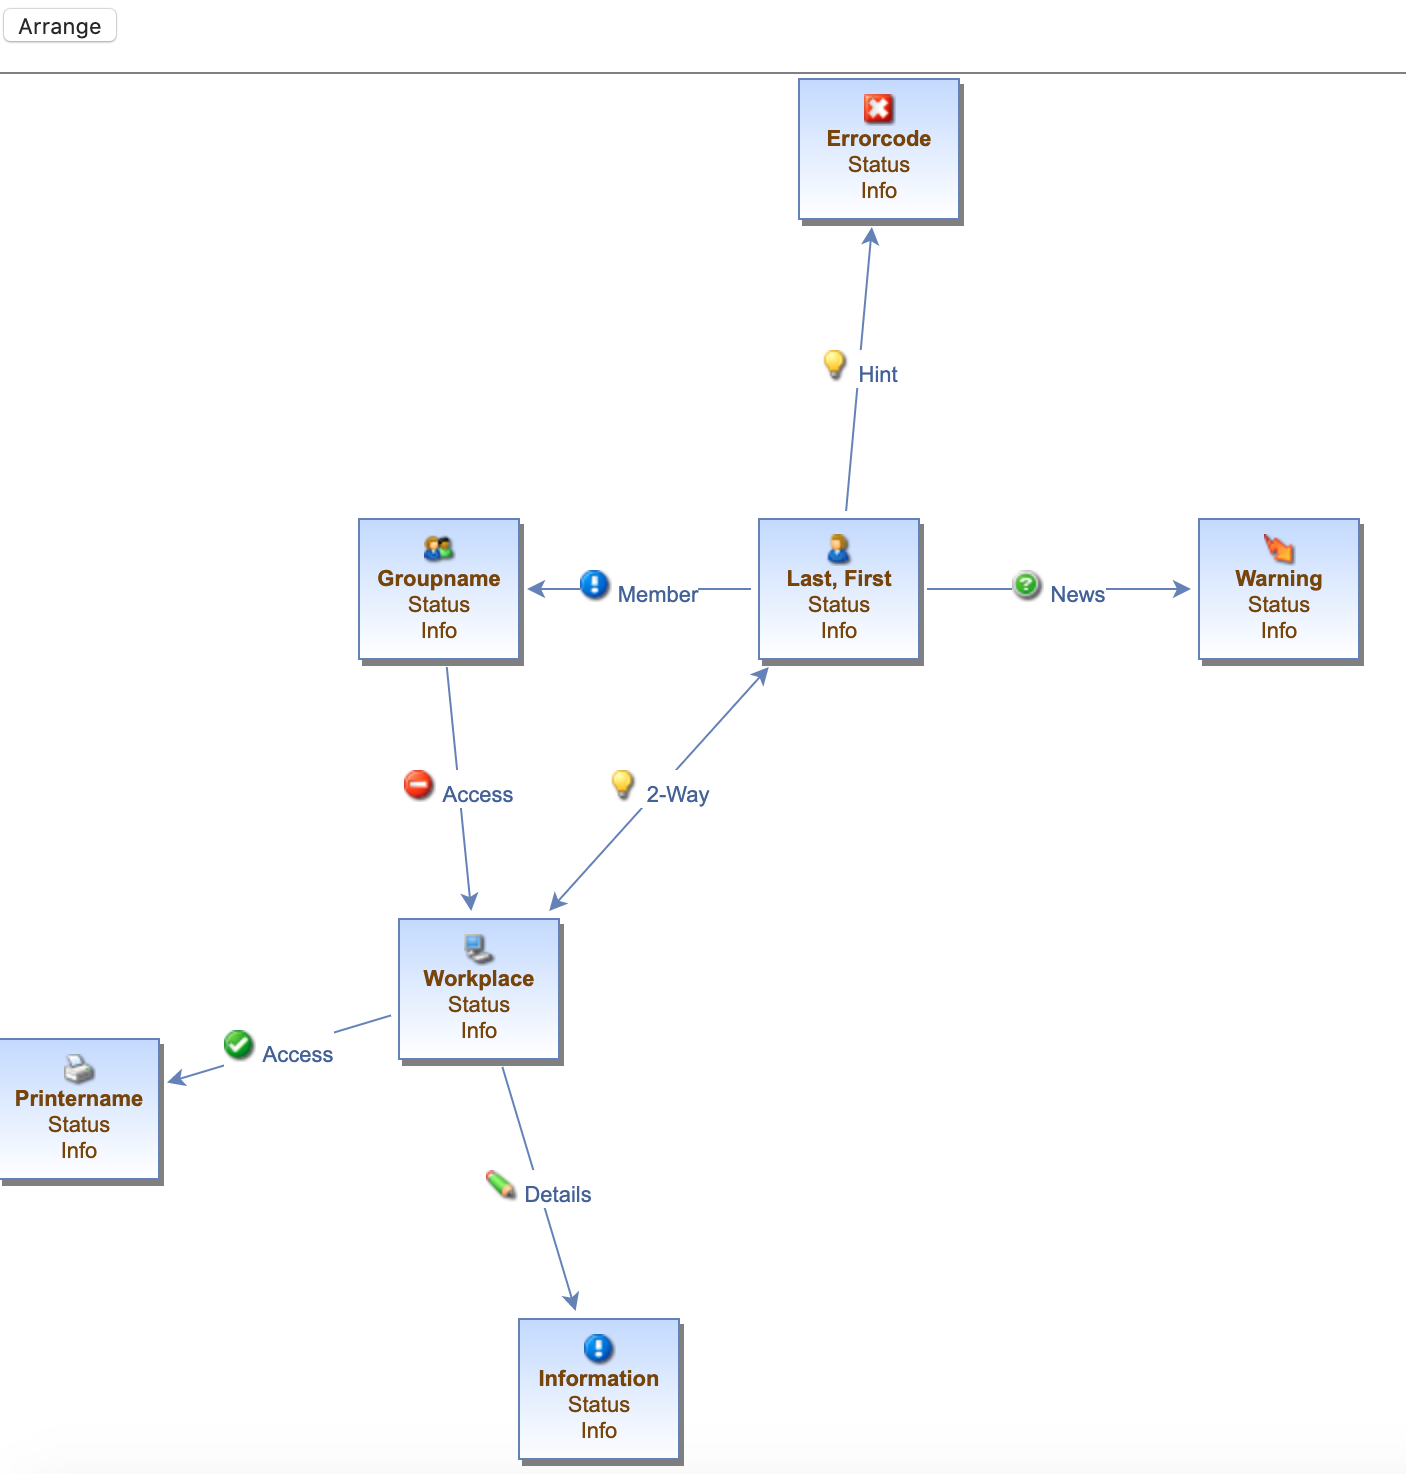 Arrange
Errorcode
Status
Info
Hint
Groupname
Status
Info
Member
Last, First
Status
Info
News
Warning
Status
Info
Access
2-Way
Workplace
Status
Info
Access
Printername
Status
Info
Details
Information
Status
Info